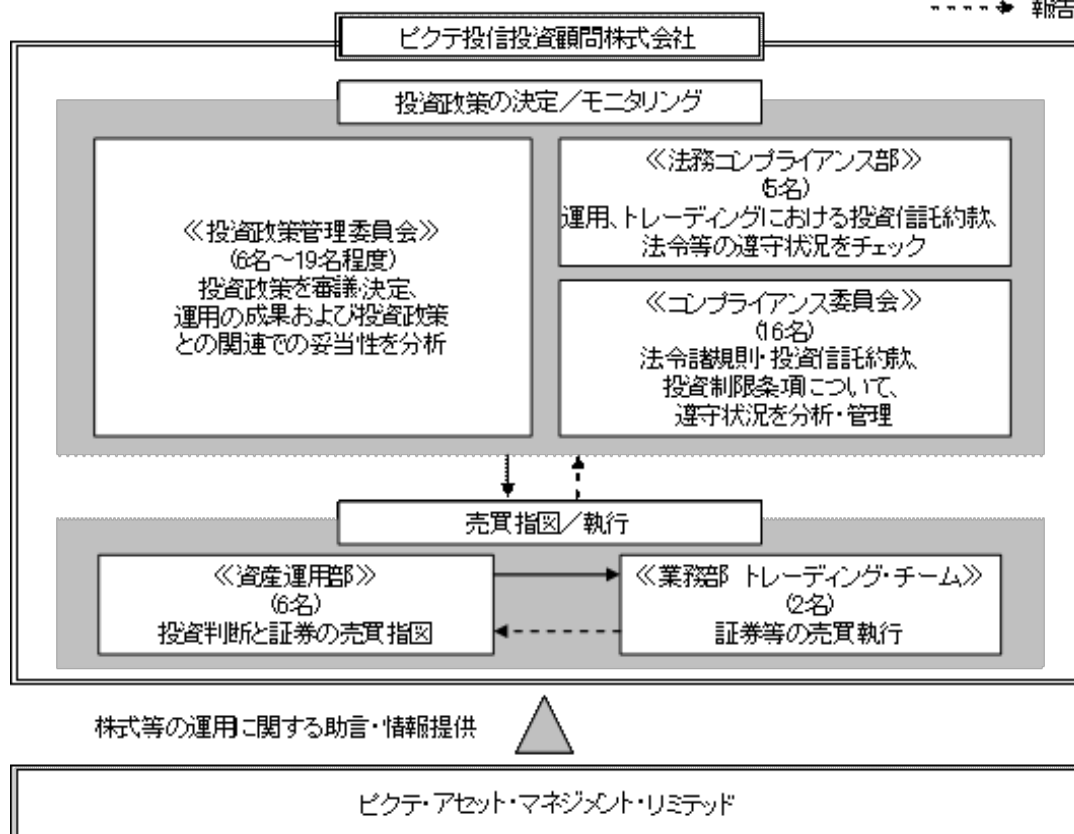 報告
ピクテ投信投資顧問株式会社
投資政策の決定／モニタリング
≪投資政策管理委員会≫
(6名～19名程度)
投資政策を審議・決定、
運用の成果および投資政策
との関連での妥当性を分析
≪法務コンプライアンス部≫
(5名)
運用、トレーディングにおける投資信託約款、
法令等の遵守状況をチェック
≪コンプライアンス委員会≫
(16名)
法令諸規則・投資信託約款、
投資制限条項について、
遵守状況を分析・管理
売買指図／執行
≪資産運用部≫
(6名)
投資判断と証券の売買指図
≪業務部 トレーディング・チーム≫
(2名)
証券等の売買執行
株式等の運用に関する助言・情報提供
ピクテ・アセット・マネジメント・リミテッド